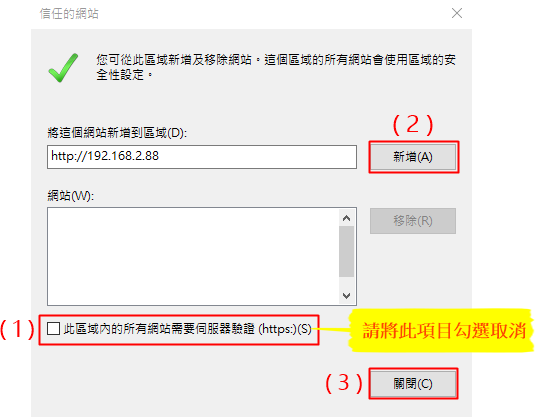 信任的網站
您可從此區域新增及移除網站。這個區域的所有網站會使用區域的安
全性設定。
(2)
將這個網站新增到區域(D):
http://192.168.2.88
新增(A)
網站(W):
移除(R)
(1)
此區域內的所有網站需要伺服器驗證 (https:)(S)
請將此項目勾選取消
(3)
關閉(C)